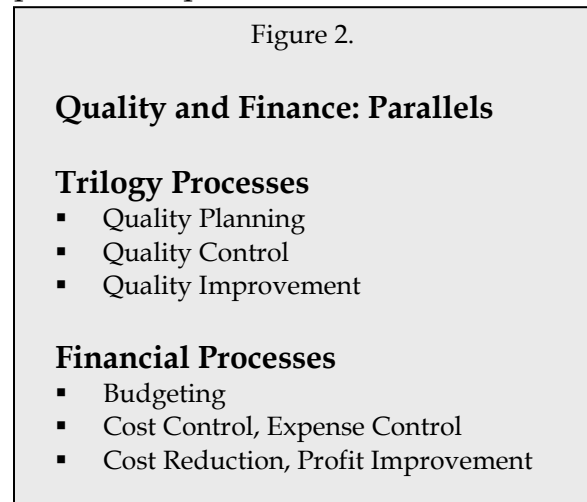 Figure 2.
Quality and Finance: Parallels
Trilogy Processes
▪ Quality Planning
▪ Quality Control
▪ Quality Improvement
Financial Processes
▪ Budgeting
▪ Cost Control, Expense Control
▪ Cost Reduction, Profit Improvement